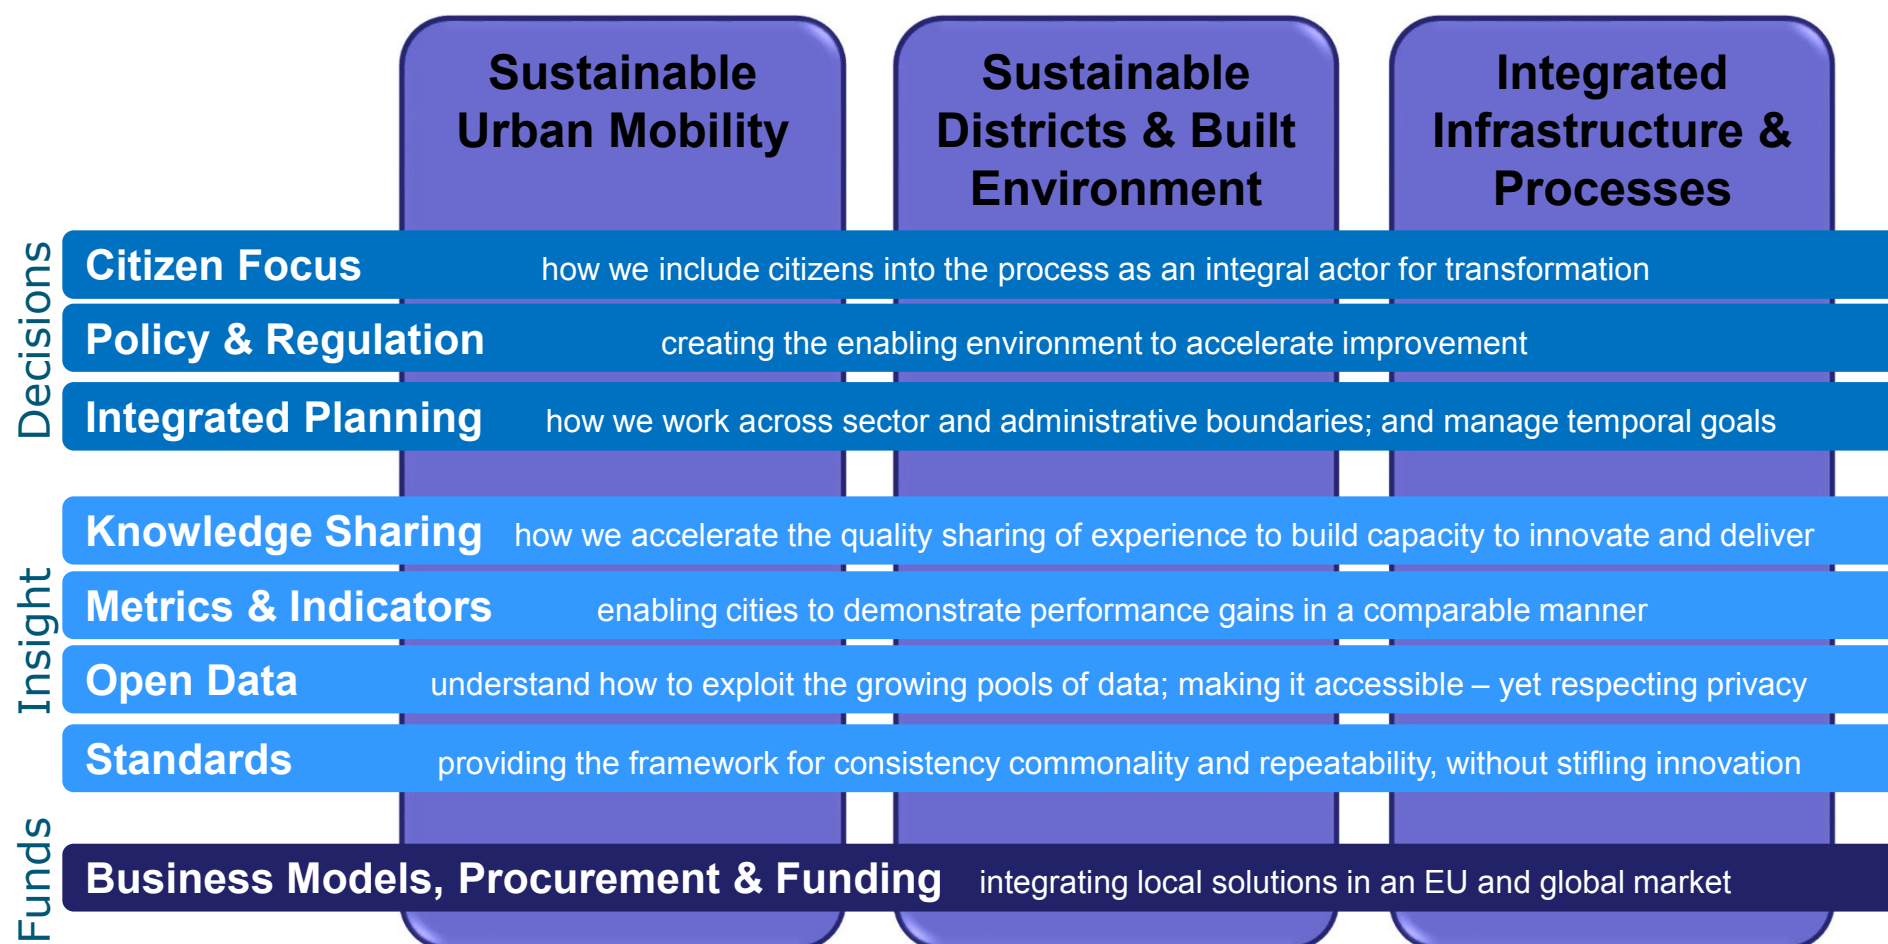 Sustainable
Urban Mobility
Sustainable
Districts & Built
Environment
Integrated
Infrastructure &
Processes
Decisions
Citizen Focus how we include citizens into the process as an integral actor for transformation
Policy & Regulation creating the enabling environment to accelerate improvement
Integrated Planning how we work across sector and administrative boundaries; and manage temporal goals
Insight
Knowledge Sharing how we accelerate the quality sharing of experience to build capacity to innovate and deliver
Metrics & Indicators enabling cities to demonstrate performance gains in a comparable manner
Open Data understand how to exploit the growing pools of data; making it accessible – yet respecting privacy
Standards providing the framework for consistency commonality and repeatability, without stifling innovation
Funds
Business Models, Procurement & Funding integrating local solutions in an EU and global market